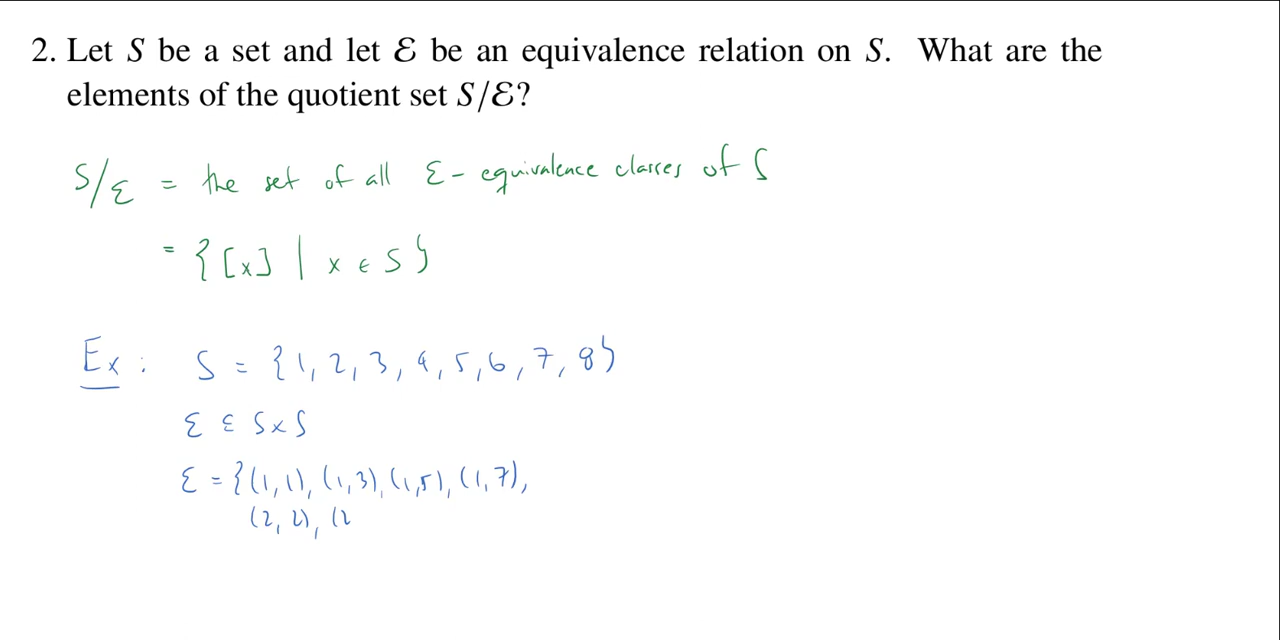 2. Let S be a set and let ℰ be an equivalence relation on S. What are the
elements of the quotient set S/ℰ?
S/ℰ = the set of all ℰ- equivalence classes of S
= {[x] | x ∈ S}
Ex: S = {1, 2, 3, 4, 5, 6, 7, 8}
ℰ ∈ S×S
ℰ = {(1, 1), (1, 3), (1, 5), (1, 7),
(2, 2), (2